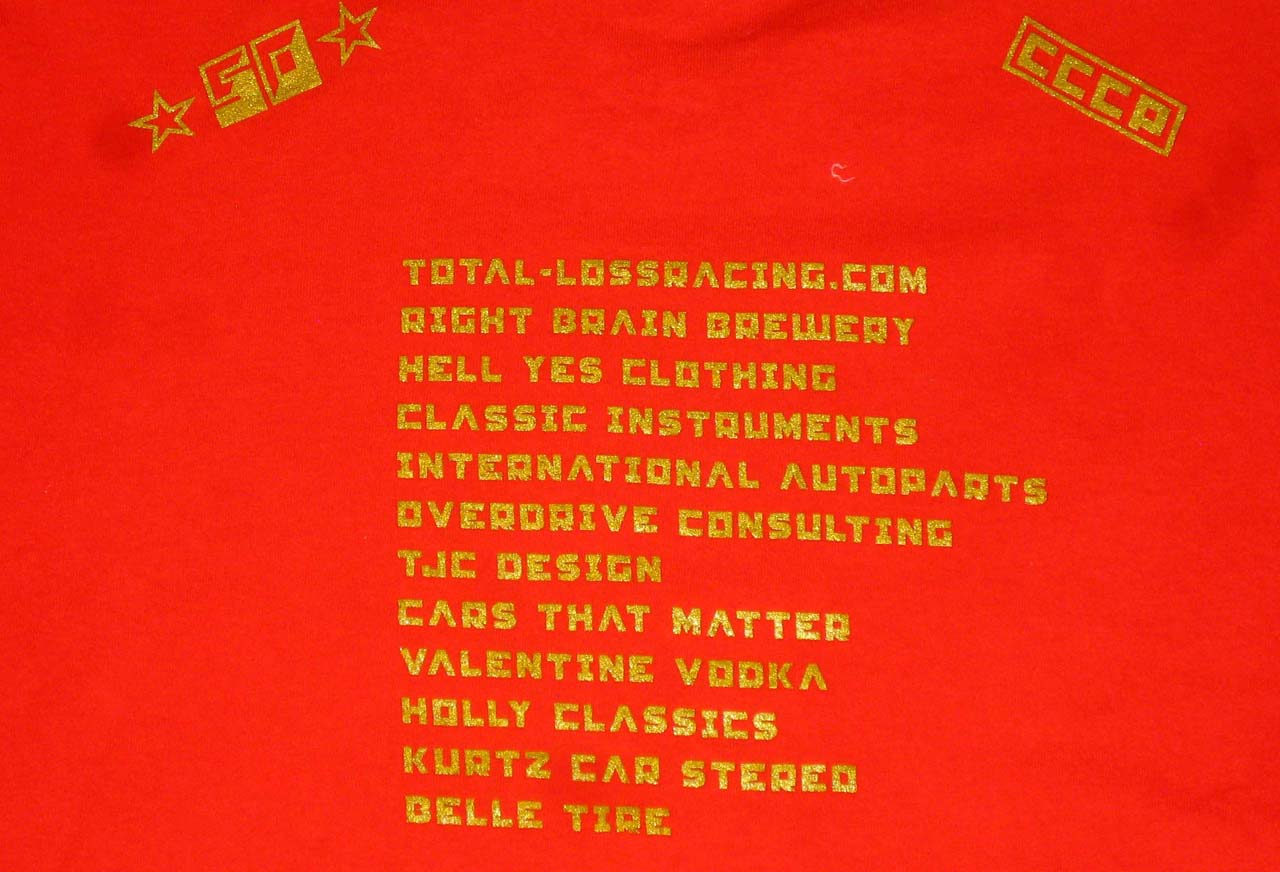 SD
CCCP
TOTAL-LOSSRACING.COM
RIGHT BRAIN BREWERY
HELL YES CLOTHING
CLASSIC INSTRUMENTS
INTERNATIONAL AUTOPARTS
OVERDRIVE CONSULTING
TJC DESIGN
CARS THAT MATTER
VALENTINE VODKA
HOLLY CLASSICS
KURTZ CAR STEREO
BELLE TIRE